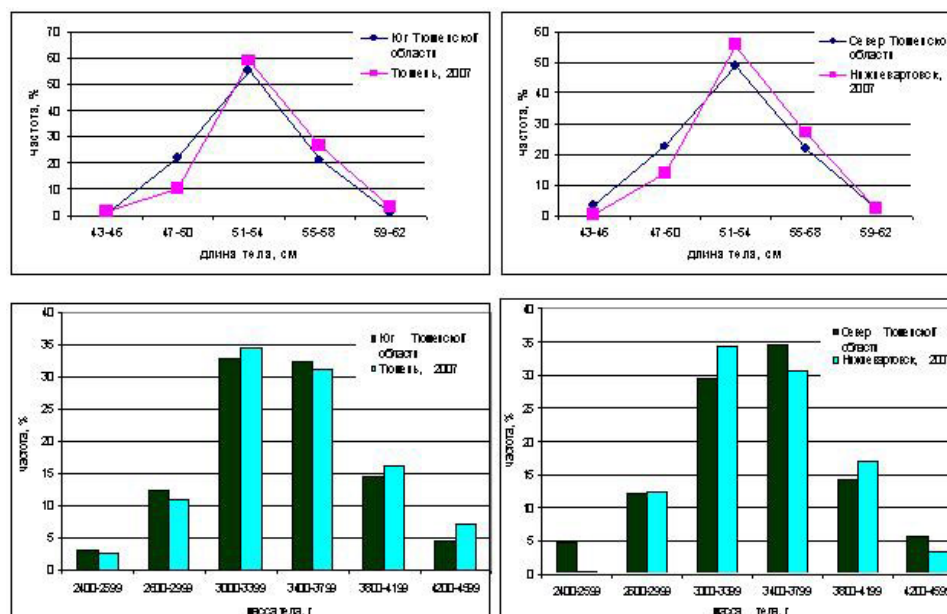 70
60
50
40
30
20
10
0
частота, %
43-46
47-50
51-54
55-58
59-62
длина тела, см
Юг Тюменской
области
Тюмень, 2007
60
50
40
30
20
10
0
частота, %
43-46
47-50
51-54
55-58
59-62
длина тела, см
Север Тюменско
области
Нижневартовск,
2007
40
35
30
25
20
15
10
5
0
частота, %
2400-2599
2600-2999
3000-3399
3400-3799
3800-4199
4200-4599
масса тела, г
Юг Тюменской
области
Тюмень, 2007
40
35
30
25
20
15
10
5
0
частота, %
2400-2599
2600-2999
3000-3399
3400-3799
3800-4199
4200-459
масса тела, г
Север Тюменской
области
Нижневартовск, 200